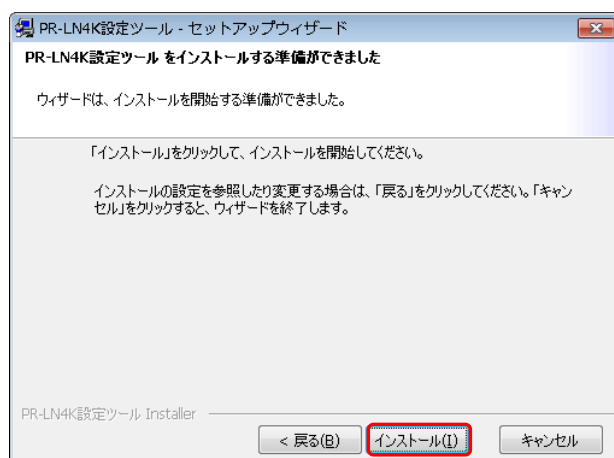 PR-LN4K設定ツール - セットアップウィザード
PR-LN4K設定ツール をインストールする準備ができました
ウィザードは、インストールを開始する準備ができました。
「インストール」をクリックして、インストールを開始してください。
インストールの設定を参照したり変更する場合は、「戻る」をクリックしてください。「キャン
セル」をクリックすると、ウィザードを終了します。
PR-LN4K設定ツール Installer
< 戻る(B) インストール(I) キャンセル